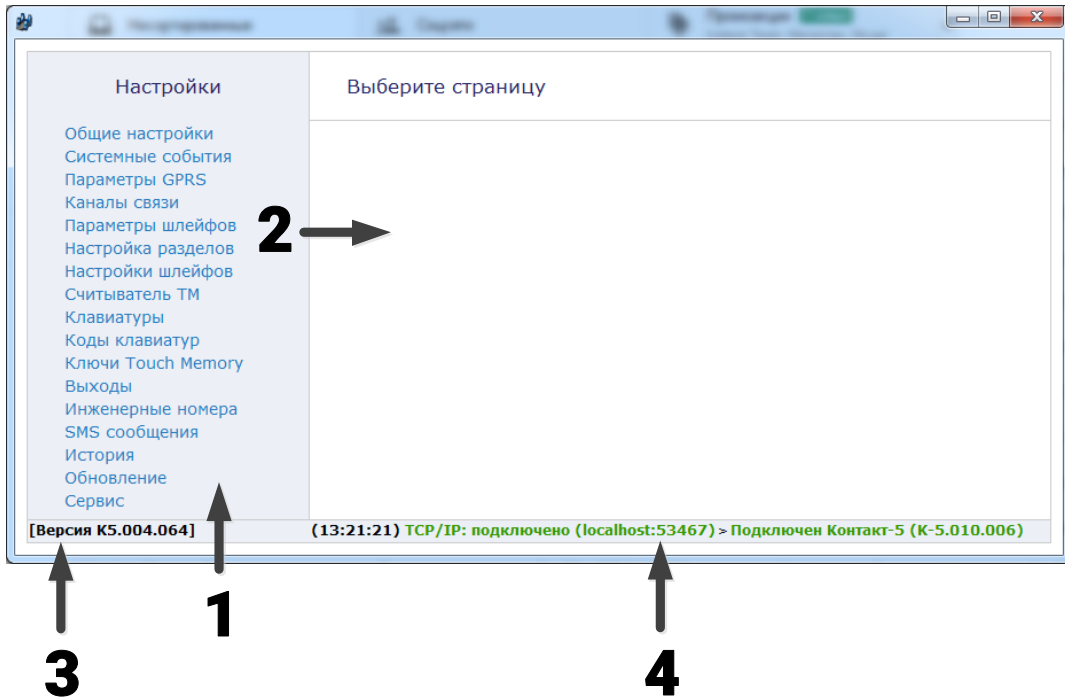 Настройки
Выберите страницу
Общие настройки
Системные события
Параметры GPRS
Каналы связи
Параметры шлейфов
Настройка разделов
Настройки шлейфов
Считыватель ТМ
Клавиатуры
Коды клавиатур
Ключи Touch Memory
Выходы
Инженерные номера
SMS сообщения
История
Обновление
Сервис
2
[Версия K5.004.064]
(13:21:21) TCP/IP: подключено (localhost:53467) > Подключен Контакт-5 (K-5.010.006)
1
3
4